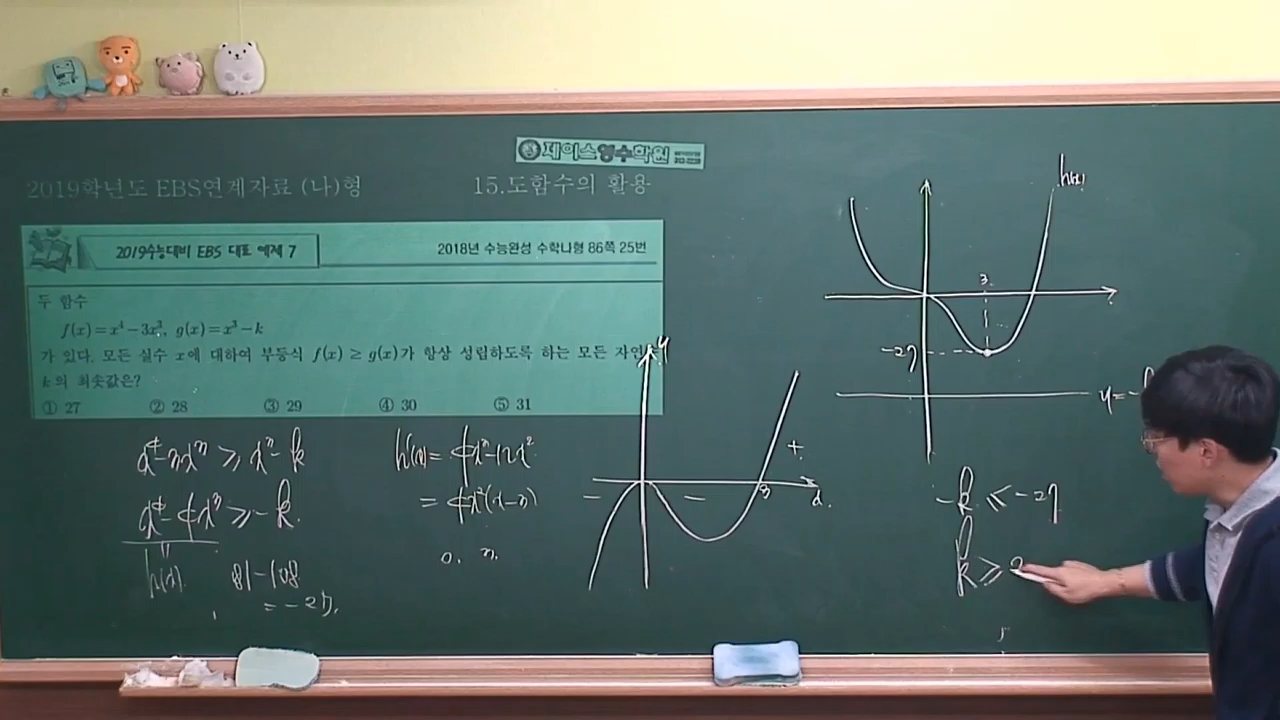 제이스영수학원
2019학년도 EBS연계자료 (나)형
15.도함수의 활용
2019수능대비 EBS 대표 예제 7
2018년 수능완성 수학나형 86쪽 25번
두 함수
f(x)=x⁴-3x³, g(x)=x³-k
가 있다. 모든 실수 x에 대하여 부등식 f(x) ≥ g(x)가 항상 성립하도록 하는 모든 자연
k의 최솟값은?
① 27 ② 28 ③ 29 ④ 30 ⑤ 31
x⁴-3x³ ≥ x³-k
x⁴-4x³ ≥ -k
h(x)
81-108
= -27.
h'(x) = 4x³-12x²
= 4x²(x-3)
0. 3.
y
+
-
-
3
x
h(x)
3
-27
y=-
-k ≤ -27
k ≥ 2